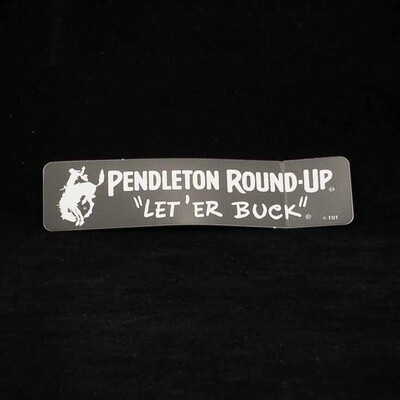 PENDLETON ROUND-UP®
"LET 'ER BUCK"®